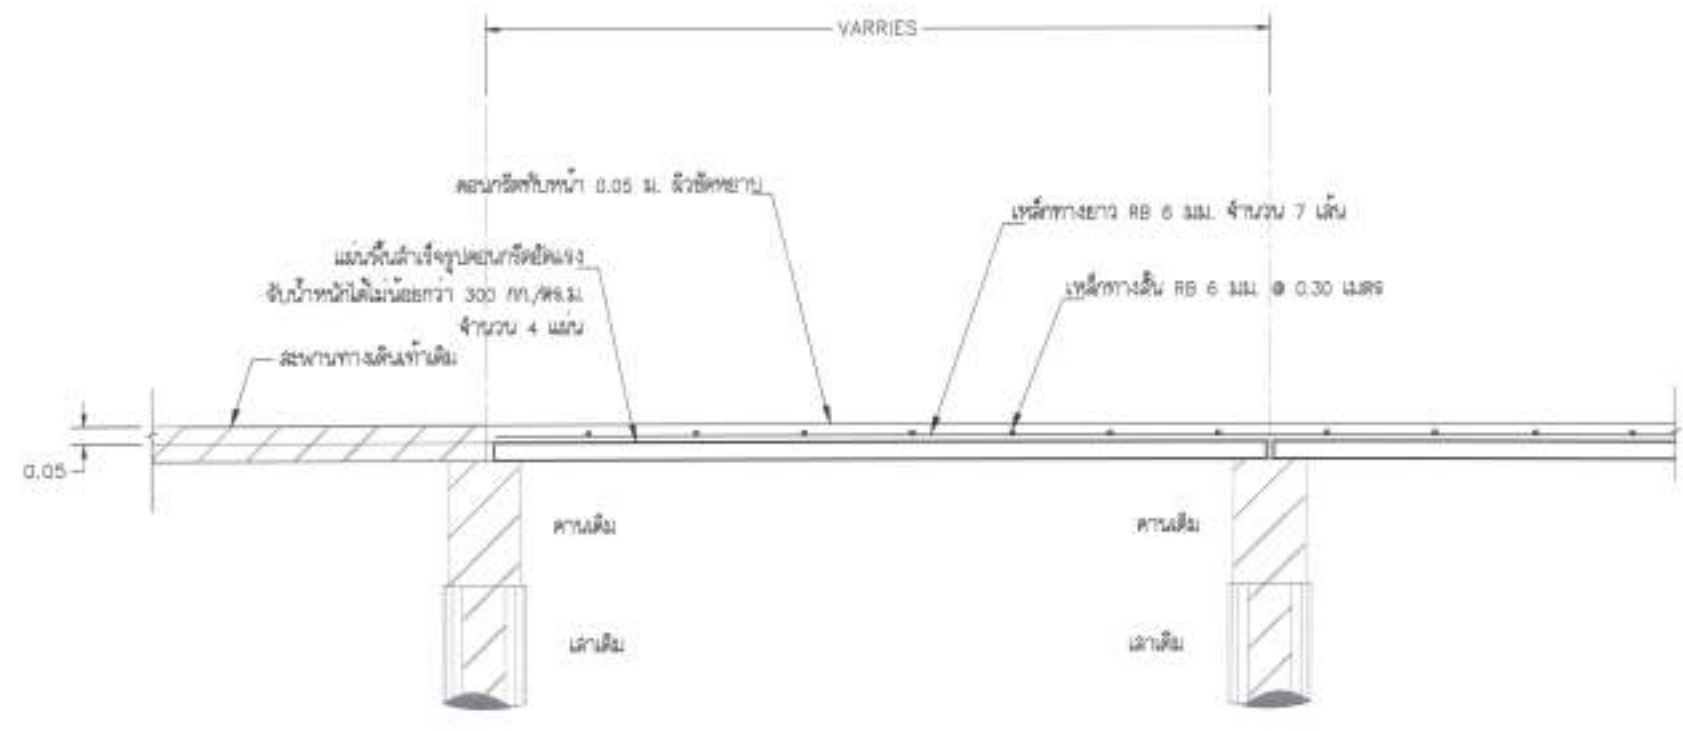 VARRIES
คอนกรีตทับหน้า 0.05 ม. ผิวขัดหยาบ
เหล็กทางยาว RB 6 มม. จำนวน 7 เส้น
แผ่นพื้นสำเร็จรูปคอนกรีตอัดแรง
รับน้ำหนักได้ไม่น้อยกว่า 300 กก./ตร.ม.
จำนวน 4 แผ่น
เหล็กทางสั้น RB 6 มม. @ 0.30 เมตร
สะพานทางเดินเท้าเดิม
0.05
คานเดิม
คานเดิม
เสาเดิม
เสาเดิม